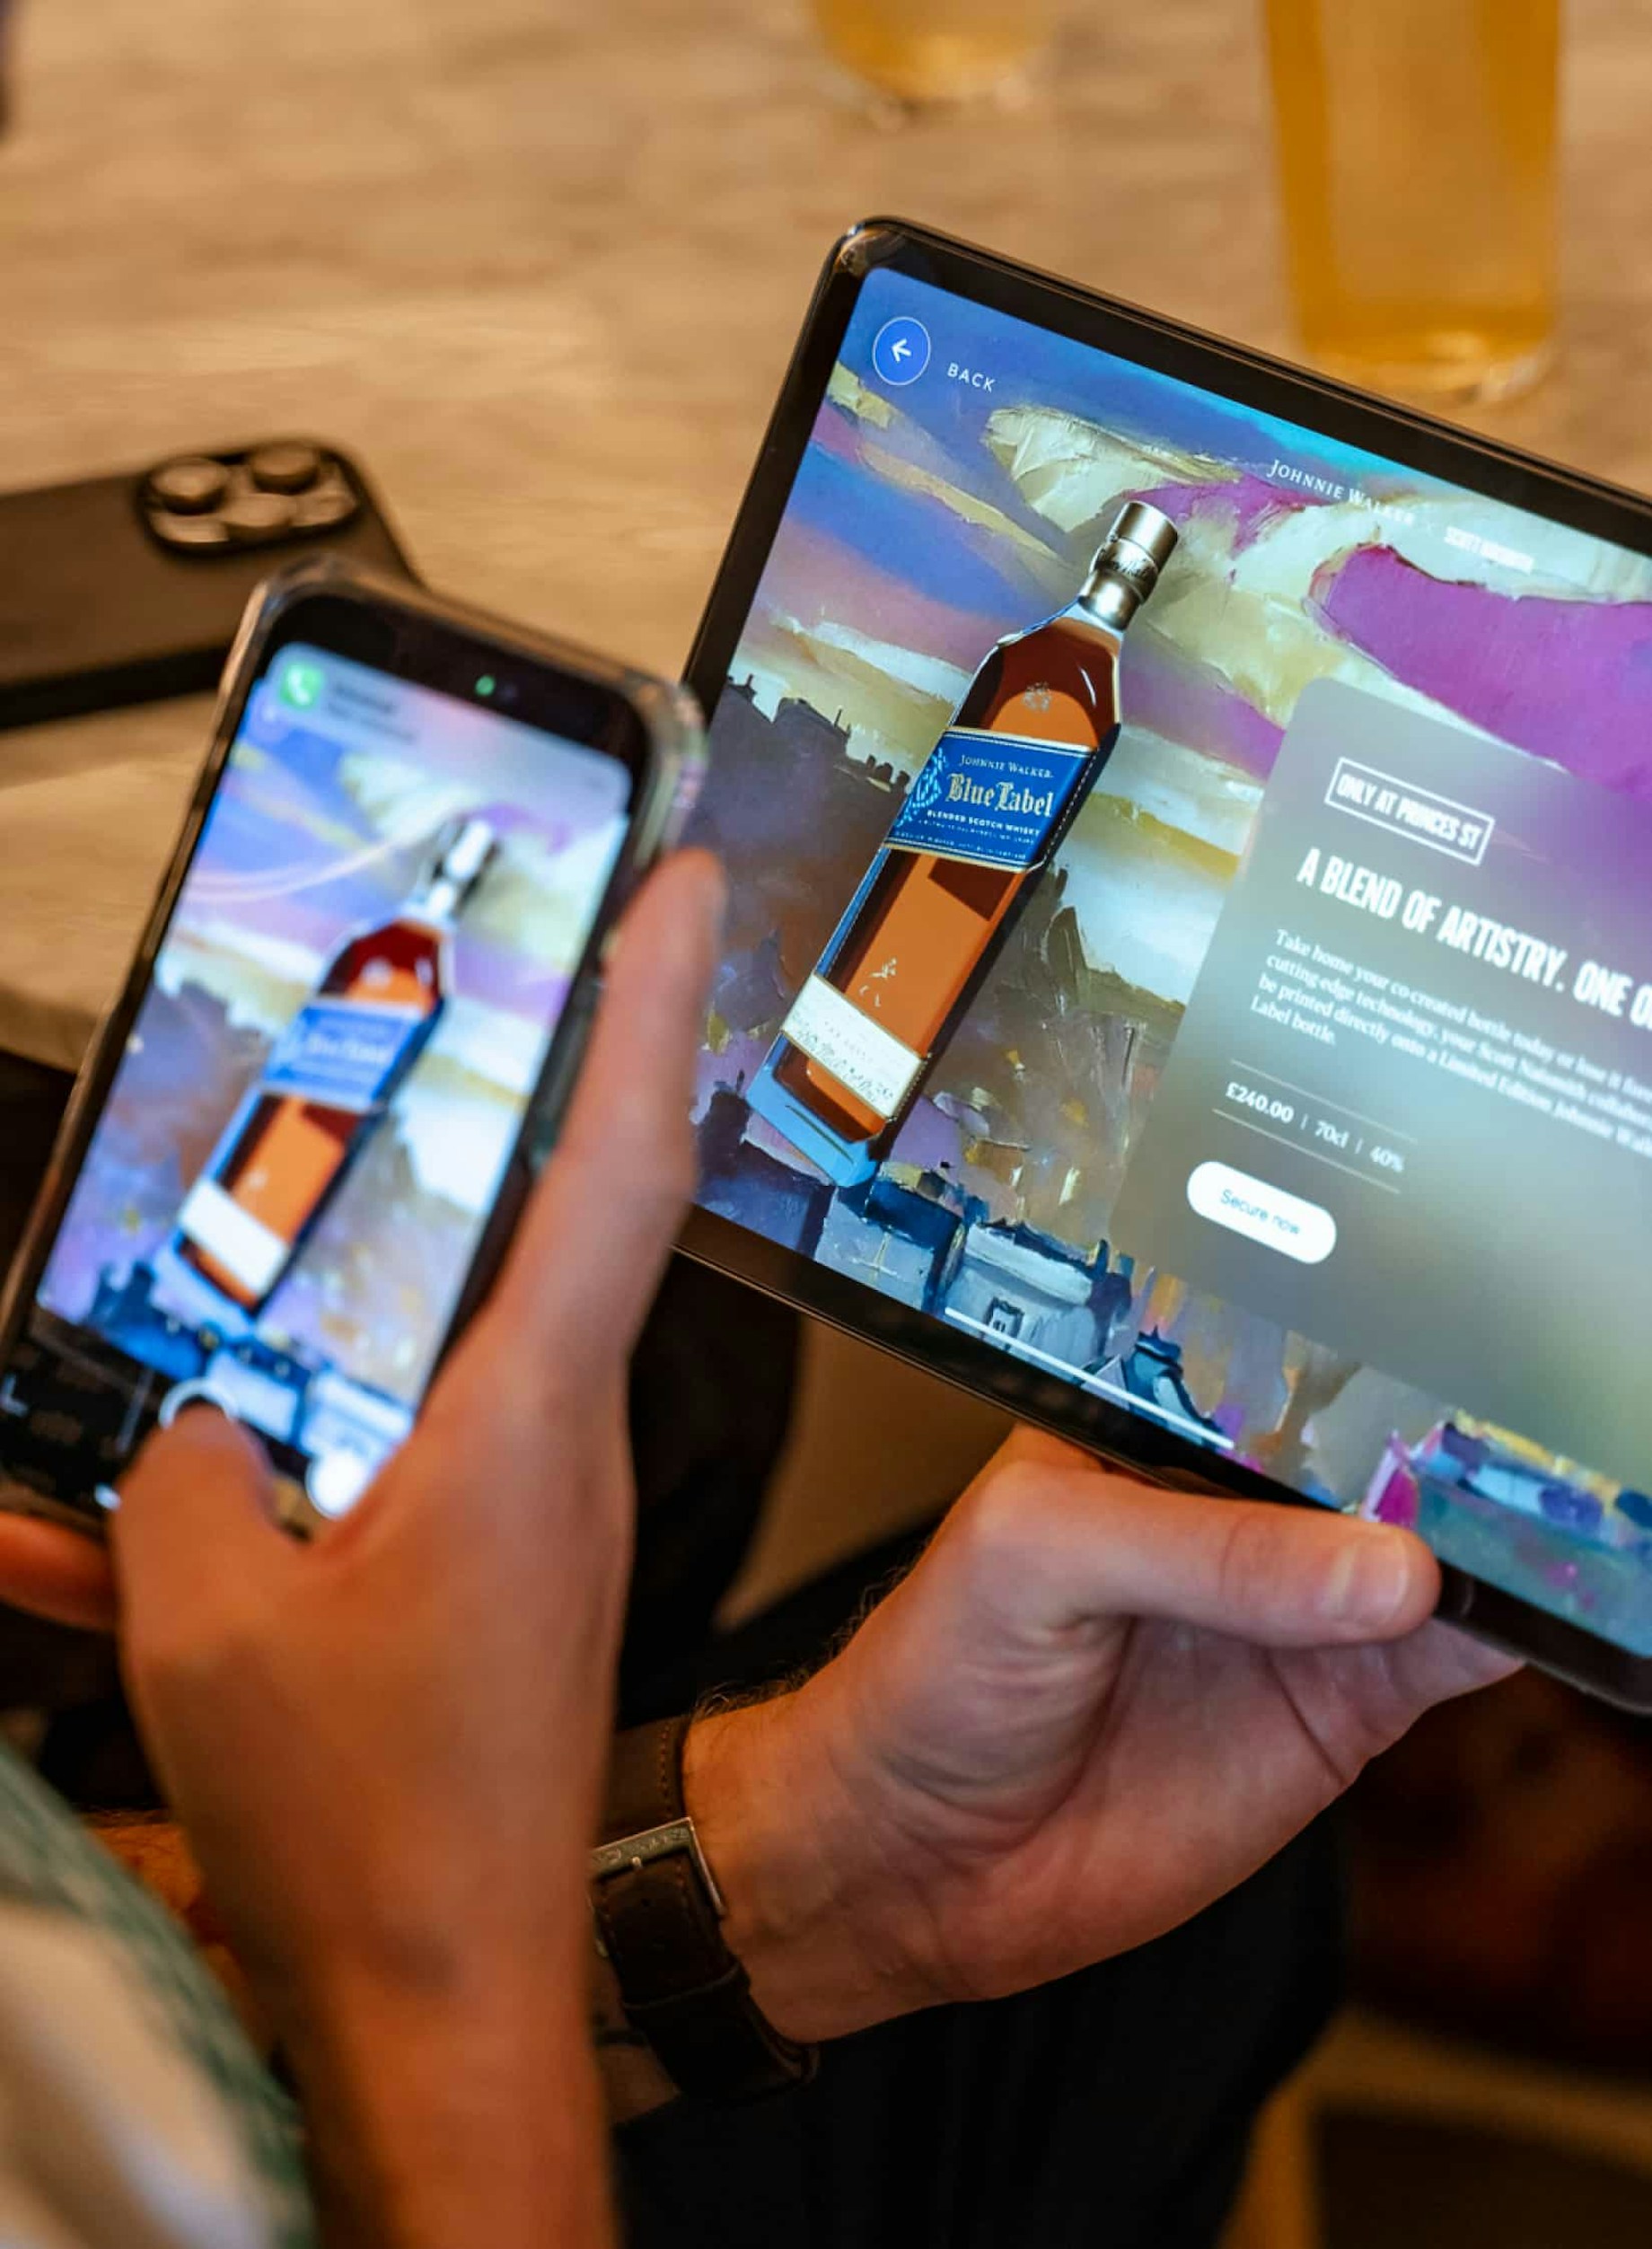 BACK
JOHNNIE WALKER
JOHNNIE WALKER.
Blue Label
BLENDED SCOTCH WHISKY
ONLY AT PRINCES ST
A BLEND OF ARTISTRY. ONE O
Take home your co-created bottle today or have it
cutting-edge technology, your Scott Naismith
be printed directly onto a Limited Edition Johnnie
Label bottle.
£240.00 | 70cl | 40%
Secure now